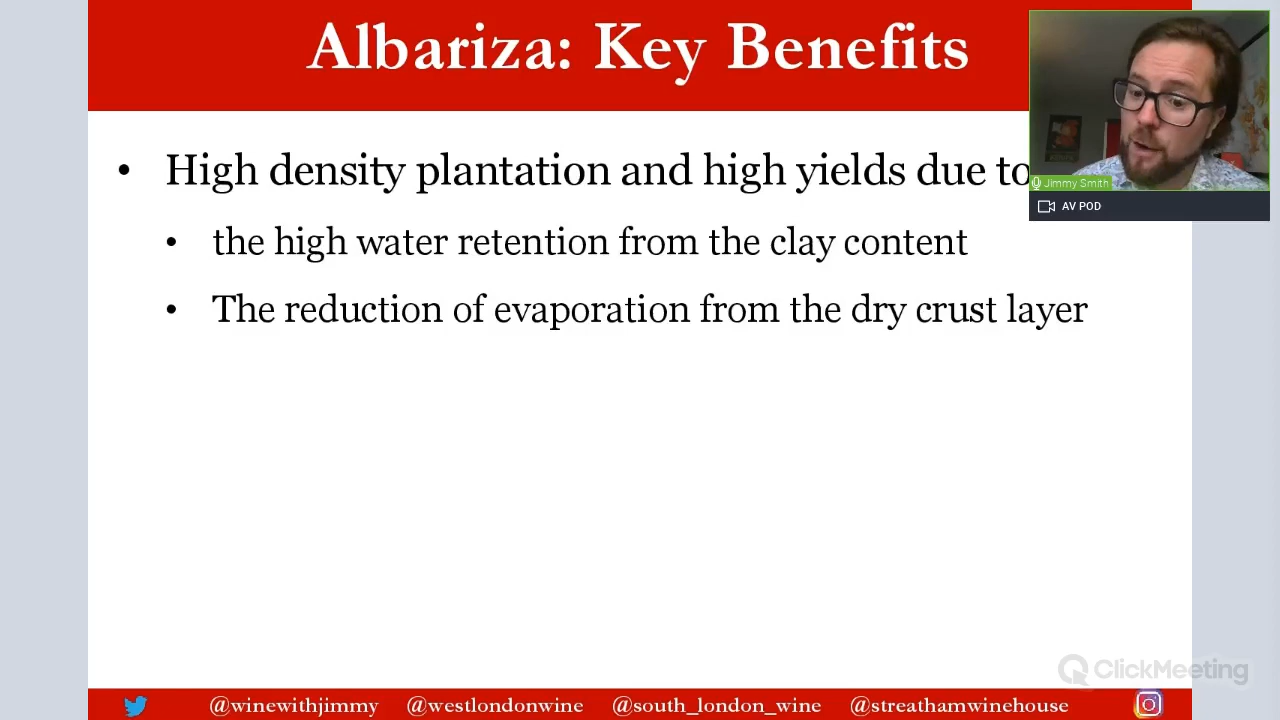 Albariza: Key Benefits
• High density plantation and high yields due to
Jimmy Smith
AV POD
• the high water retention from the clay content
• The reduction of evaporation from the dry crust layer
ClickMeeting
@winewithjimmy @westlondonwine @south_london_wine @streathamwinehouse